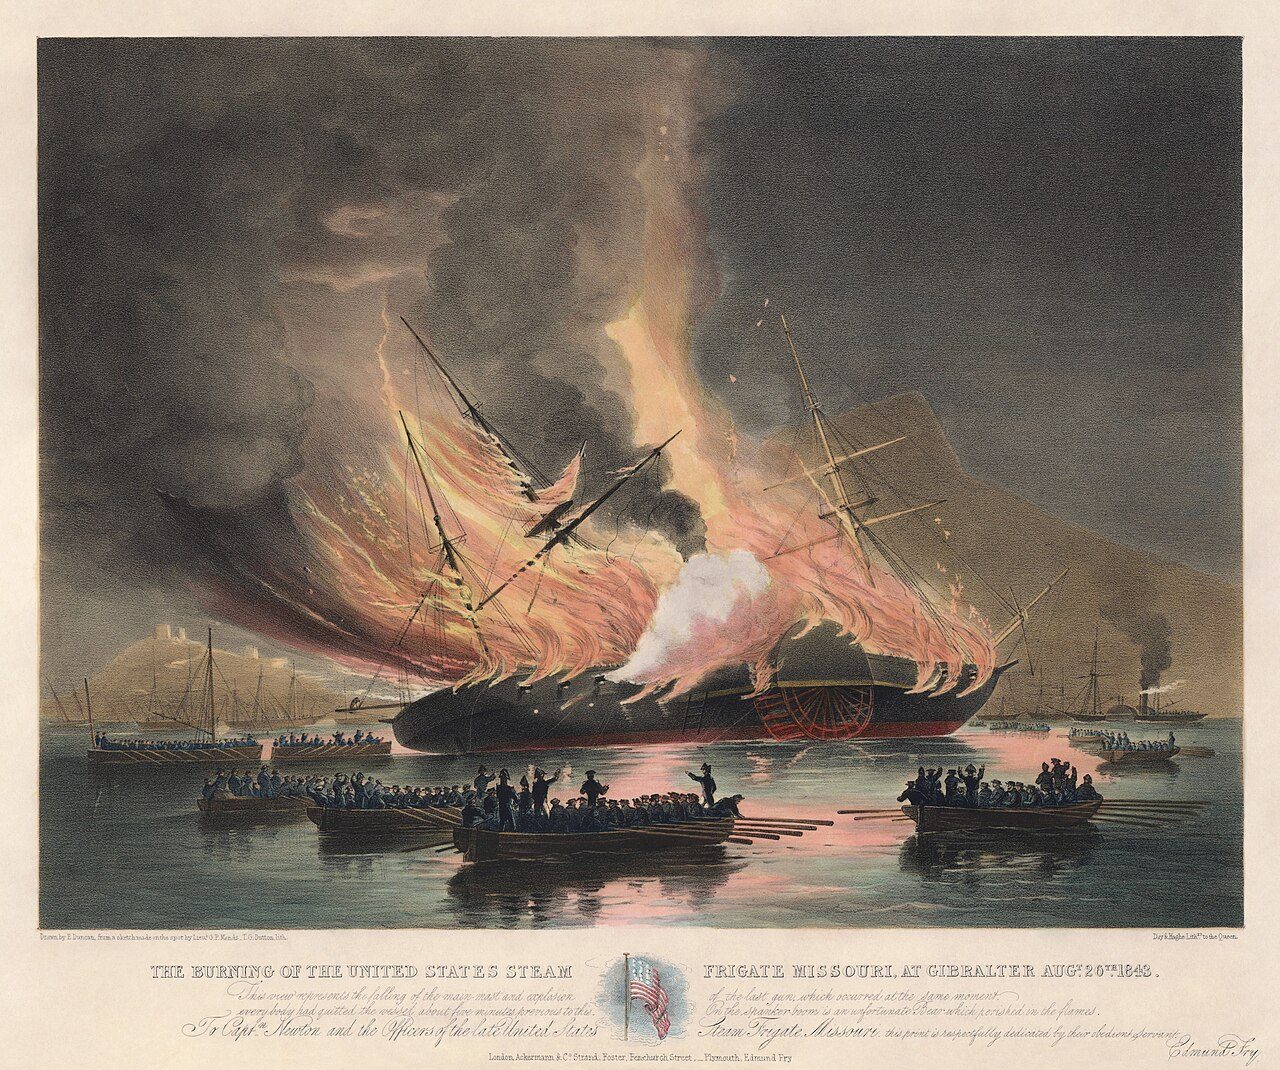 Drawn by E. Duncan, from a sketch made on the spot by Lieut. G. P. Mends, T. G. Dutton, lith.
Day & Haghe Lithrs. to the Queen.
THE BURNING OF THE UNITED STATES STEAM FRIGATE MISSOURI, AT GIBRALTER AUGT. 26TH 1843.
This view represents the falling of the main mast and explosion of the last gun, which occurred at the same moment.
everybody had quitted the vessel about five minutes previous to this. On the spanker boom is an unfortunate Bear which perished in the flames.
To Captn. Newton and the Officers of the late United States Steam Frigate Missouri, this print is respectfully dedicated by their obedient servant,
Edmund Fry.
London, Ackermann & Co. Strand, Foster, Fenchurch Street, _ Plymouth, Edmund Fry